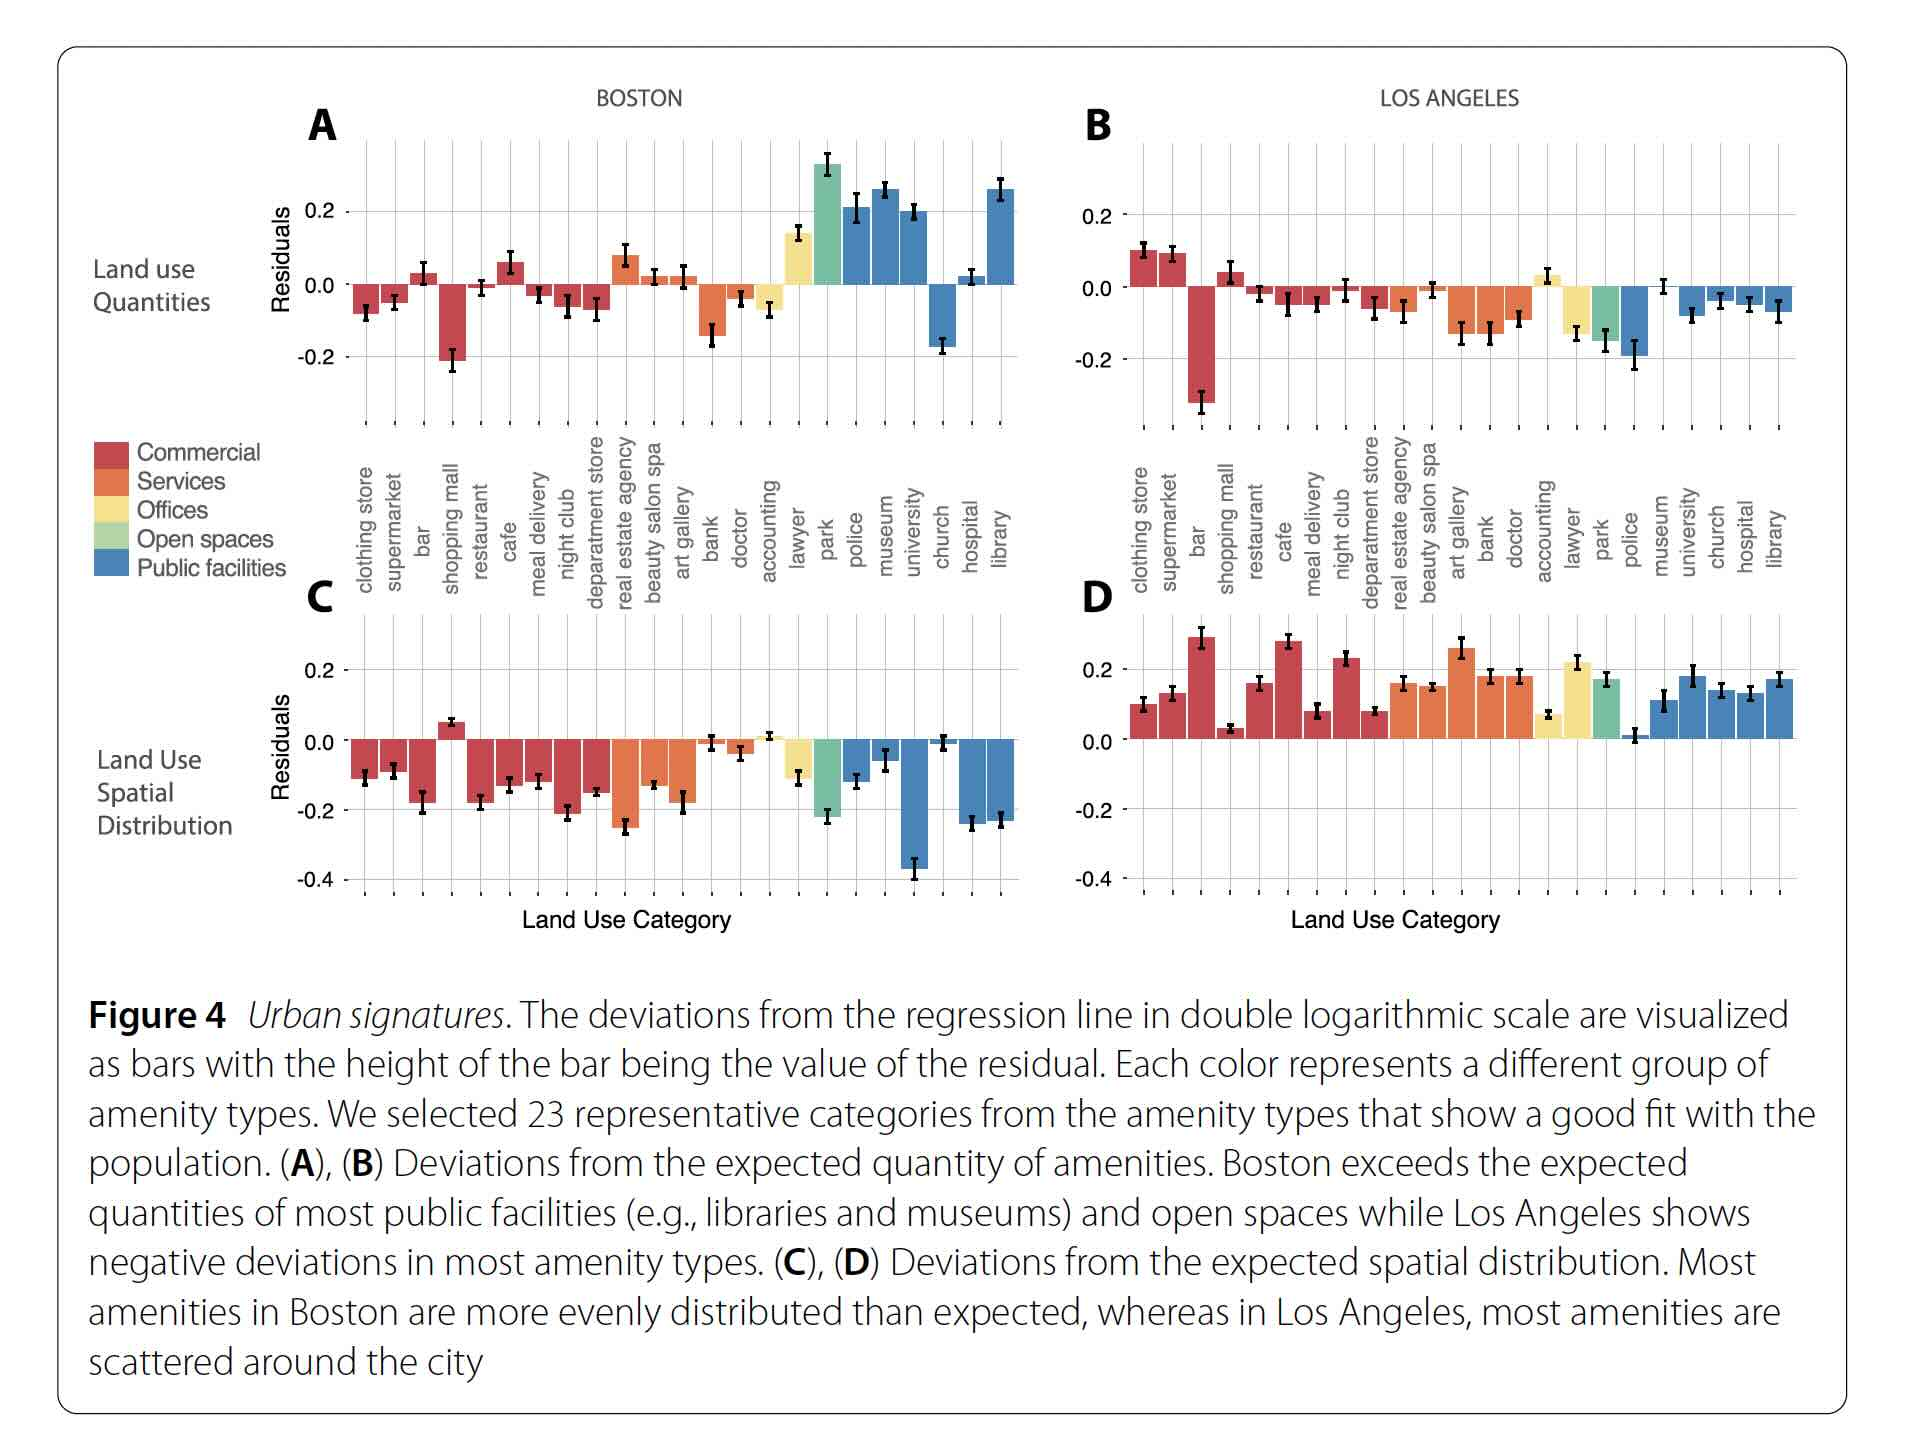 BOSTON
LOS ANGELES
A
B
Land use
Quantities
Residuals
0.2
0.0
-0.2
0.2
0.0
-0.2
Commercial
Services
Offices
Open spaces
Public facilities
clothing store
supermarket
bar
shopping mall
restaurant
cafe
meal delivery
night club
department store
real estate agency
beauty salon spa
art gallery
bank
doctor
accounting
lawyer
park
police
museum
university
church
hospital
library
clothing store
supermarket
bar
shopping mall
restaurant
cafe
meal delivery
night club
department store
real estate agency
beauty salon spa
art gallery
bank
doctor
accounting
lawyer
park
police
museum
university
church
hospital
library
C
D
Land Use
Spatial
Distribution
Residuals
0.2
0.0
-0.2
-0.4
0.2
0.0
-0.2
-0.4
Land Use Category
Land Use Category
Figure 4 Urban signatures. The deviations from the regression line in double logarithmic scale are visualized
as bars with the height of the bar being the value of the residual. Each color represents a different group of
amenity types. We selected 23 representative categories from the amenity types that show a good fit with the
population. (A), (B) Deviations from the expected quantity of amenities. Boston exceeds the expected
quantities of most public facilities (e.g., libraries and museums) and open spaces while Los Angeles shows
negative deviations in most amenity types. (C), (D) Deviations from the expected spatial distribution. Most
amenities in Boston are more evenly distributed than expected, whereas in Los Angeles, most amenities are
scattered around the city